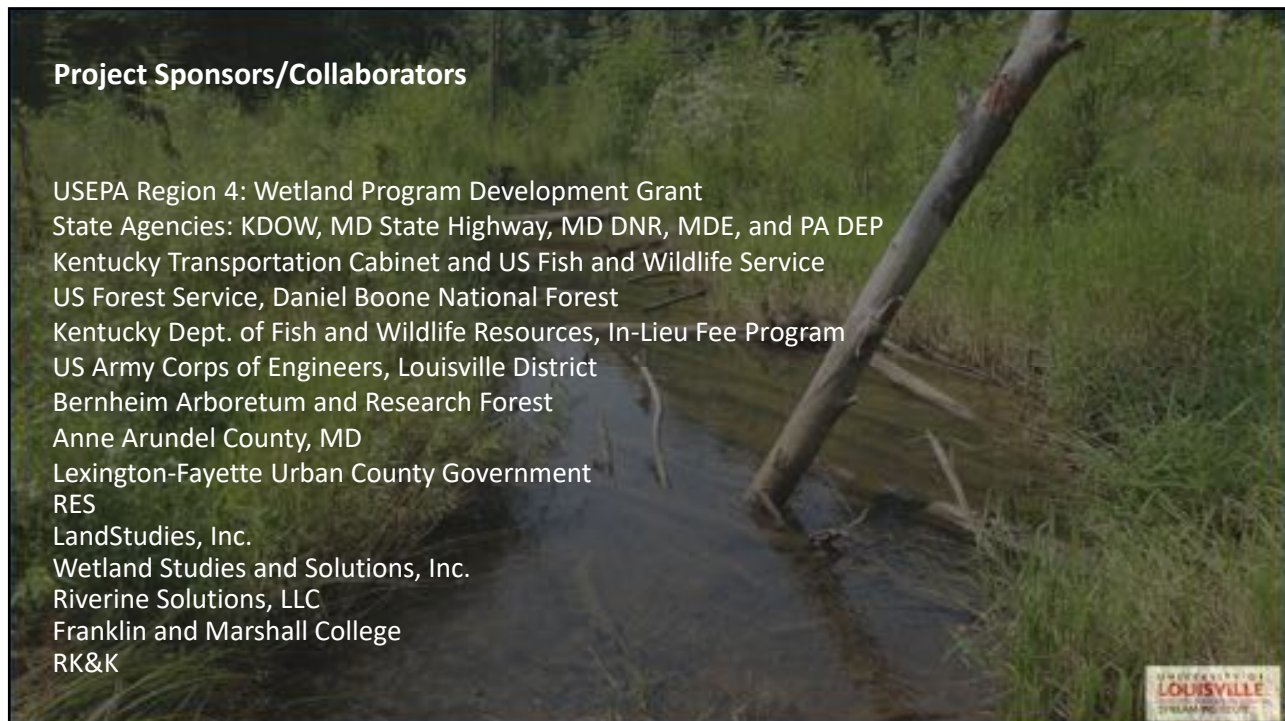 Project Sponsors/Collaborators
USEPA Region 4: Wetland Program Development Grant
State Agencies: KDOW, MD State Highway, MD DNR, MDE, and PA DEP
Kentucky Transportation Cabinet and US Fish and Wildlife Service
US Forest Service, Daniel Boone National Forest
Kentucky Dept. of Fish and Wildlife Resources, In-Lieu Fee Program
US Army Corps of Engineers, Louisville District
Bernheim Arboretum and Research Forest
Anne Arundel County, MD
Lexington-Fayette Urban County Government
RES
LandStudies, Inc.
Wetland Studies and Solutions, Inc.
Riverine Solutions, LLC
Franklin and Marshall College
RK&K
UNIVERSITY OF
LOUISVILLE
STREAM INSTITUTE